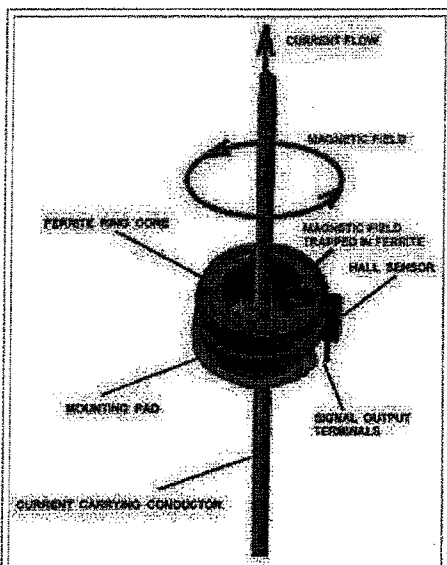 CURRENT FLOW
MAGNETIC FIELD
FERRITE RING CORE
MAGNETIC FIELD
TRAPPED IN FERRITE
HALL SENSOR
MOUNTING PAD
SIGNAL OUTPUT
TERMINALS
CURRENT CARRYING CONDUCTOR